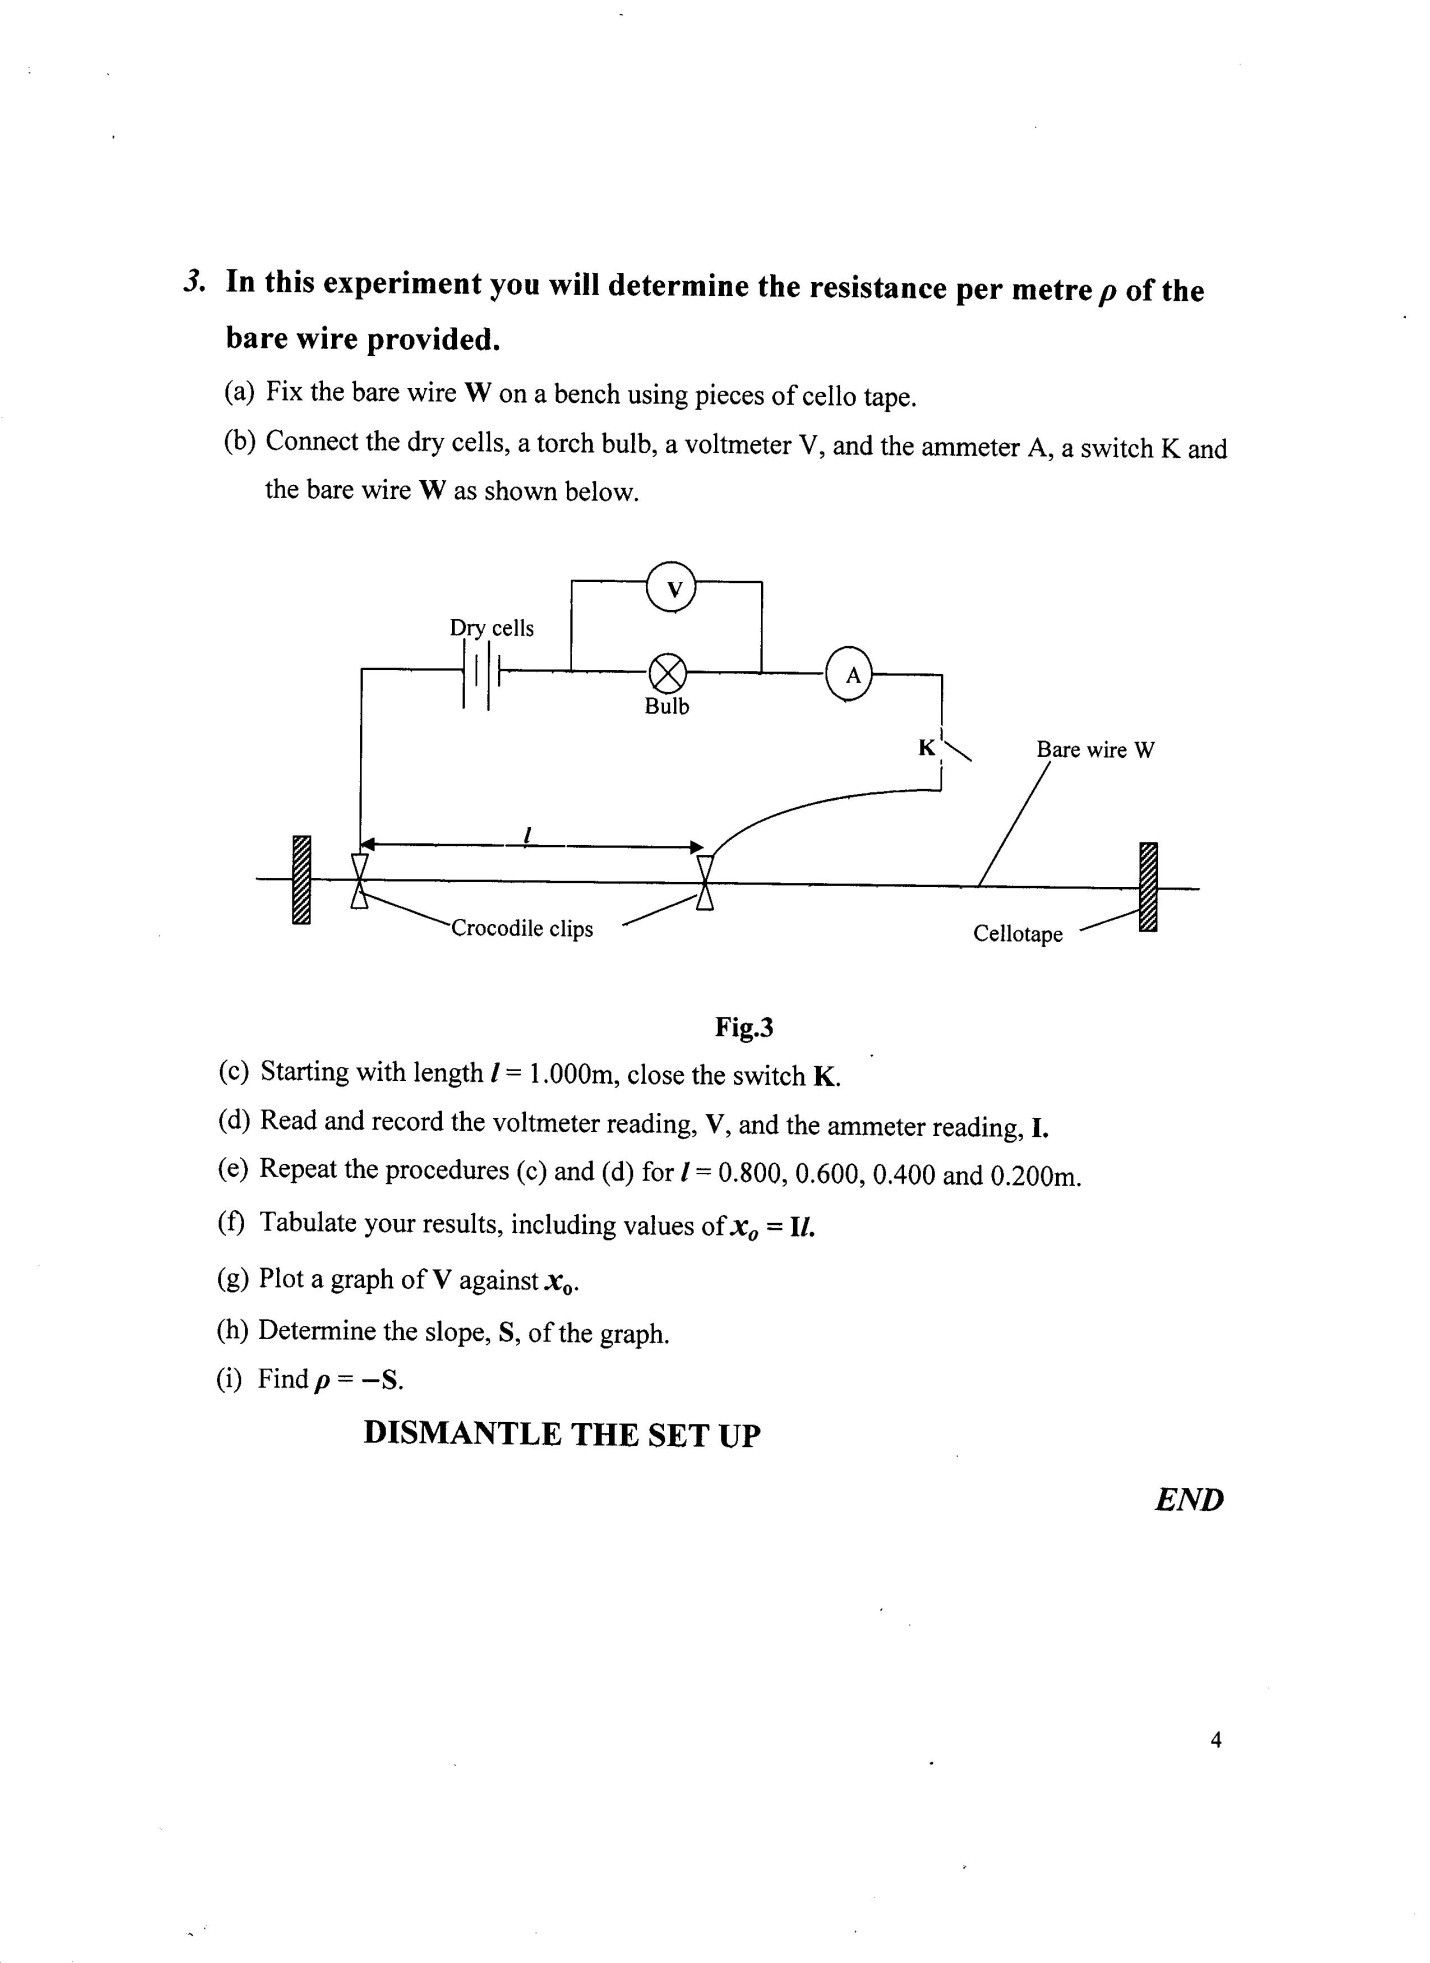 3. In this experiment you will determine the resistance per metre ρ of the
bare wire provided.
(a) Fix the bare wire W on a bench using pieces of cello tape.
(b) Connect the dry cells, a torch bulb, a voltmeter V, and the ammeter A, a switch K and
the bare wire W as shown below.
V
Dry cells
A
Bulb
K
Bare wire W
l
Crocodile clips
Cellotape
Fig.3
(c) Starting with length l = 1.000m, close the switch K.
(d) Read and record the voltmeter reading, V, and the ammeter reading, I.
(e) Repeat the procedures (c) and (d) for l = 0.800, 0.600, 0.400 and 0.200m.
(f) Tabulate your results, including values of xₒ = Il.
(g) Plot a graph of V against xₒ.
(h) Determine the slope, S, of the graph.
(i) Find ρ = –S.
DISMANTLE THE SET UP
END
4